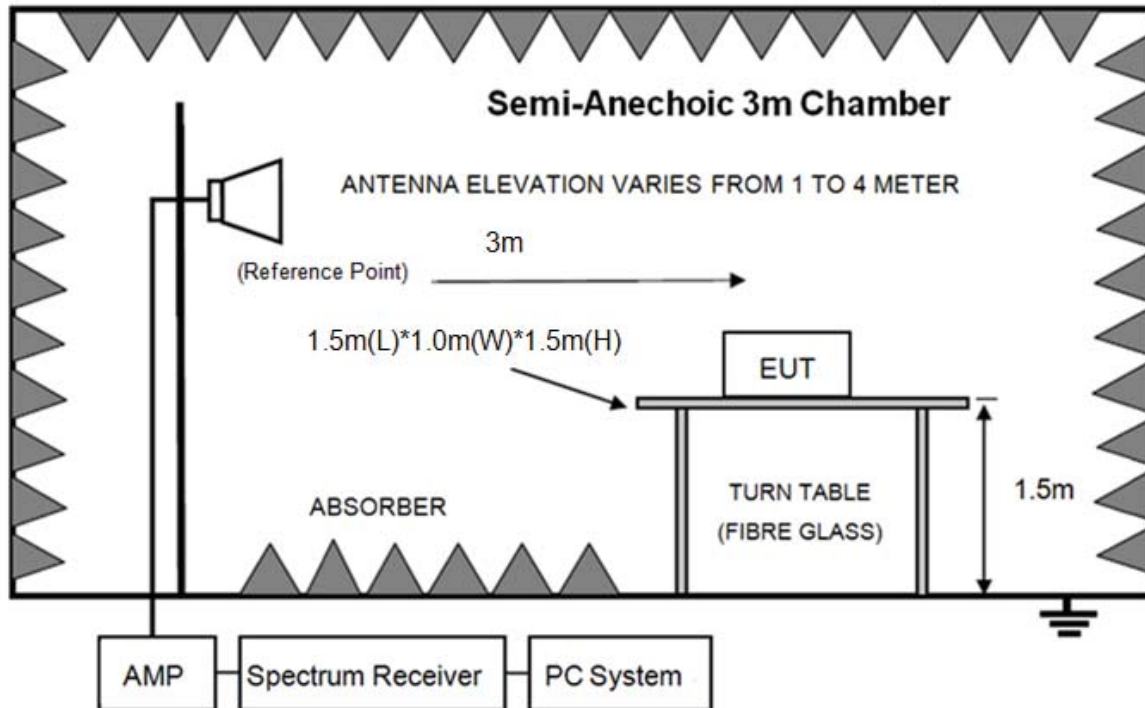 Semi-Anechoic 3m Chamber
ANTENNA ELEVATION VARIES FROM 1 TO 4 METER
3m
(Reference Point)
1.5m(L)*1.0m(W)*1.5m(H)
EUT
TURN TABLE
(FIBRE GLASS)
1.5m
ABSORBER
AMP
Spectrum Receiver
PC System